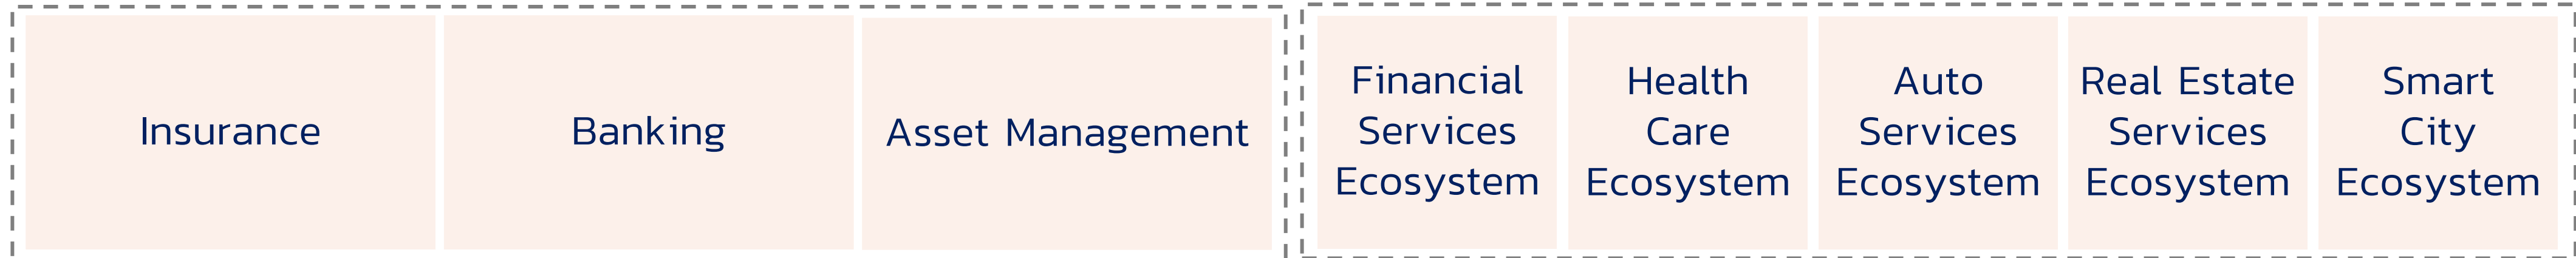 Insurance
Banking
Asset Management
Financial
Services
Ecosystem
Health
Care
Ecosystem
Auto
Services
Ecosystem
Real Estate
Services
Ecosystem
Smart
City
Ecosystem